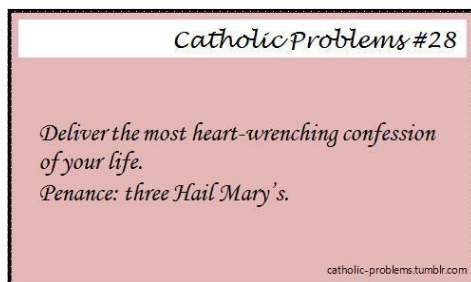 Catholic Problems #28
Deliver the most heart-wrenching confession
of your life.
Penance: three Hail Mary's.
catholic-problems.tumblr.com